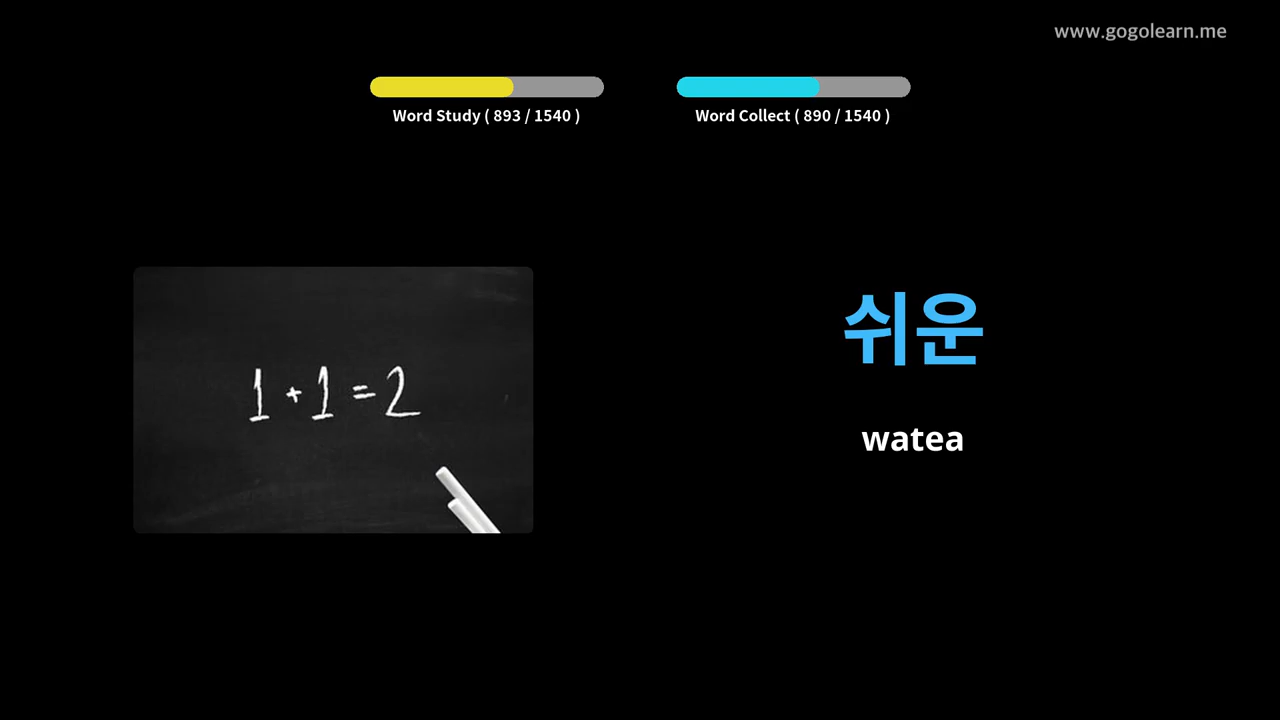 www.gogolearn.me
Word Study ( 893 / 1540 )
Word Collect ( 890 / 1540 )
1 + 1 = 2
쉬운
watea